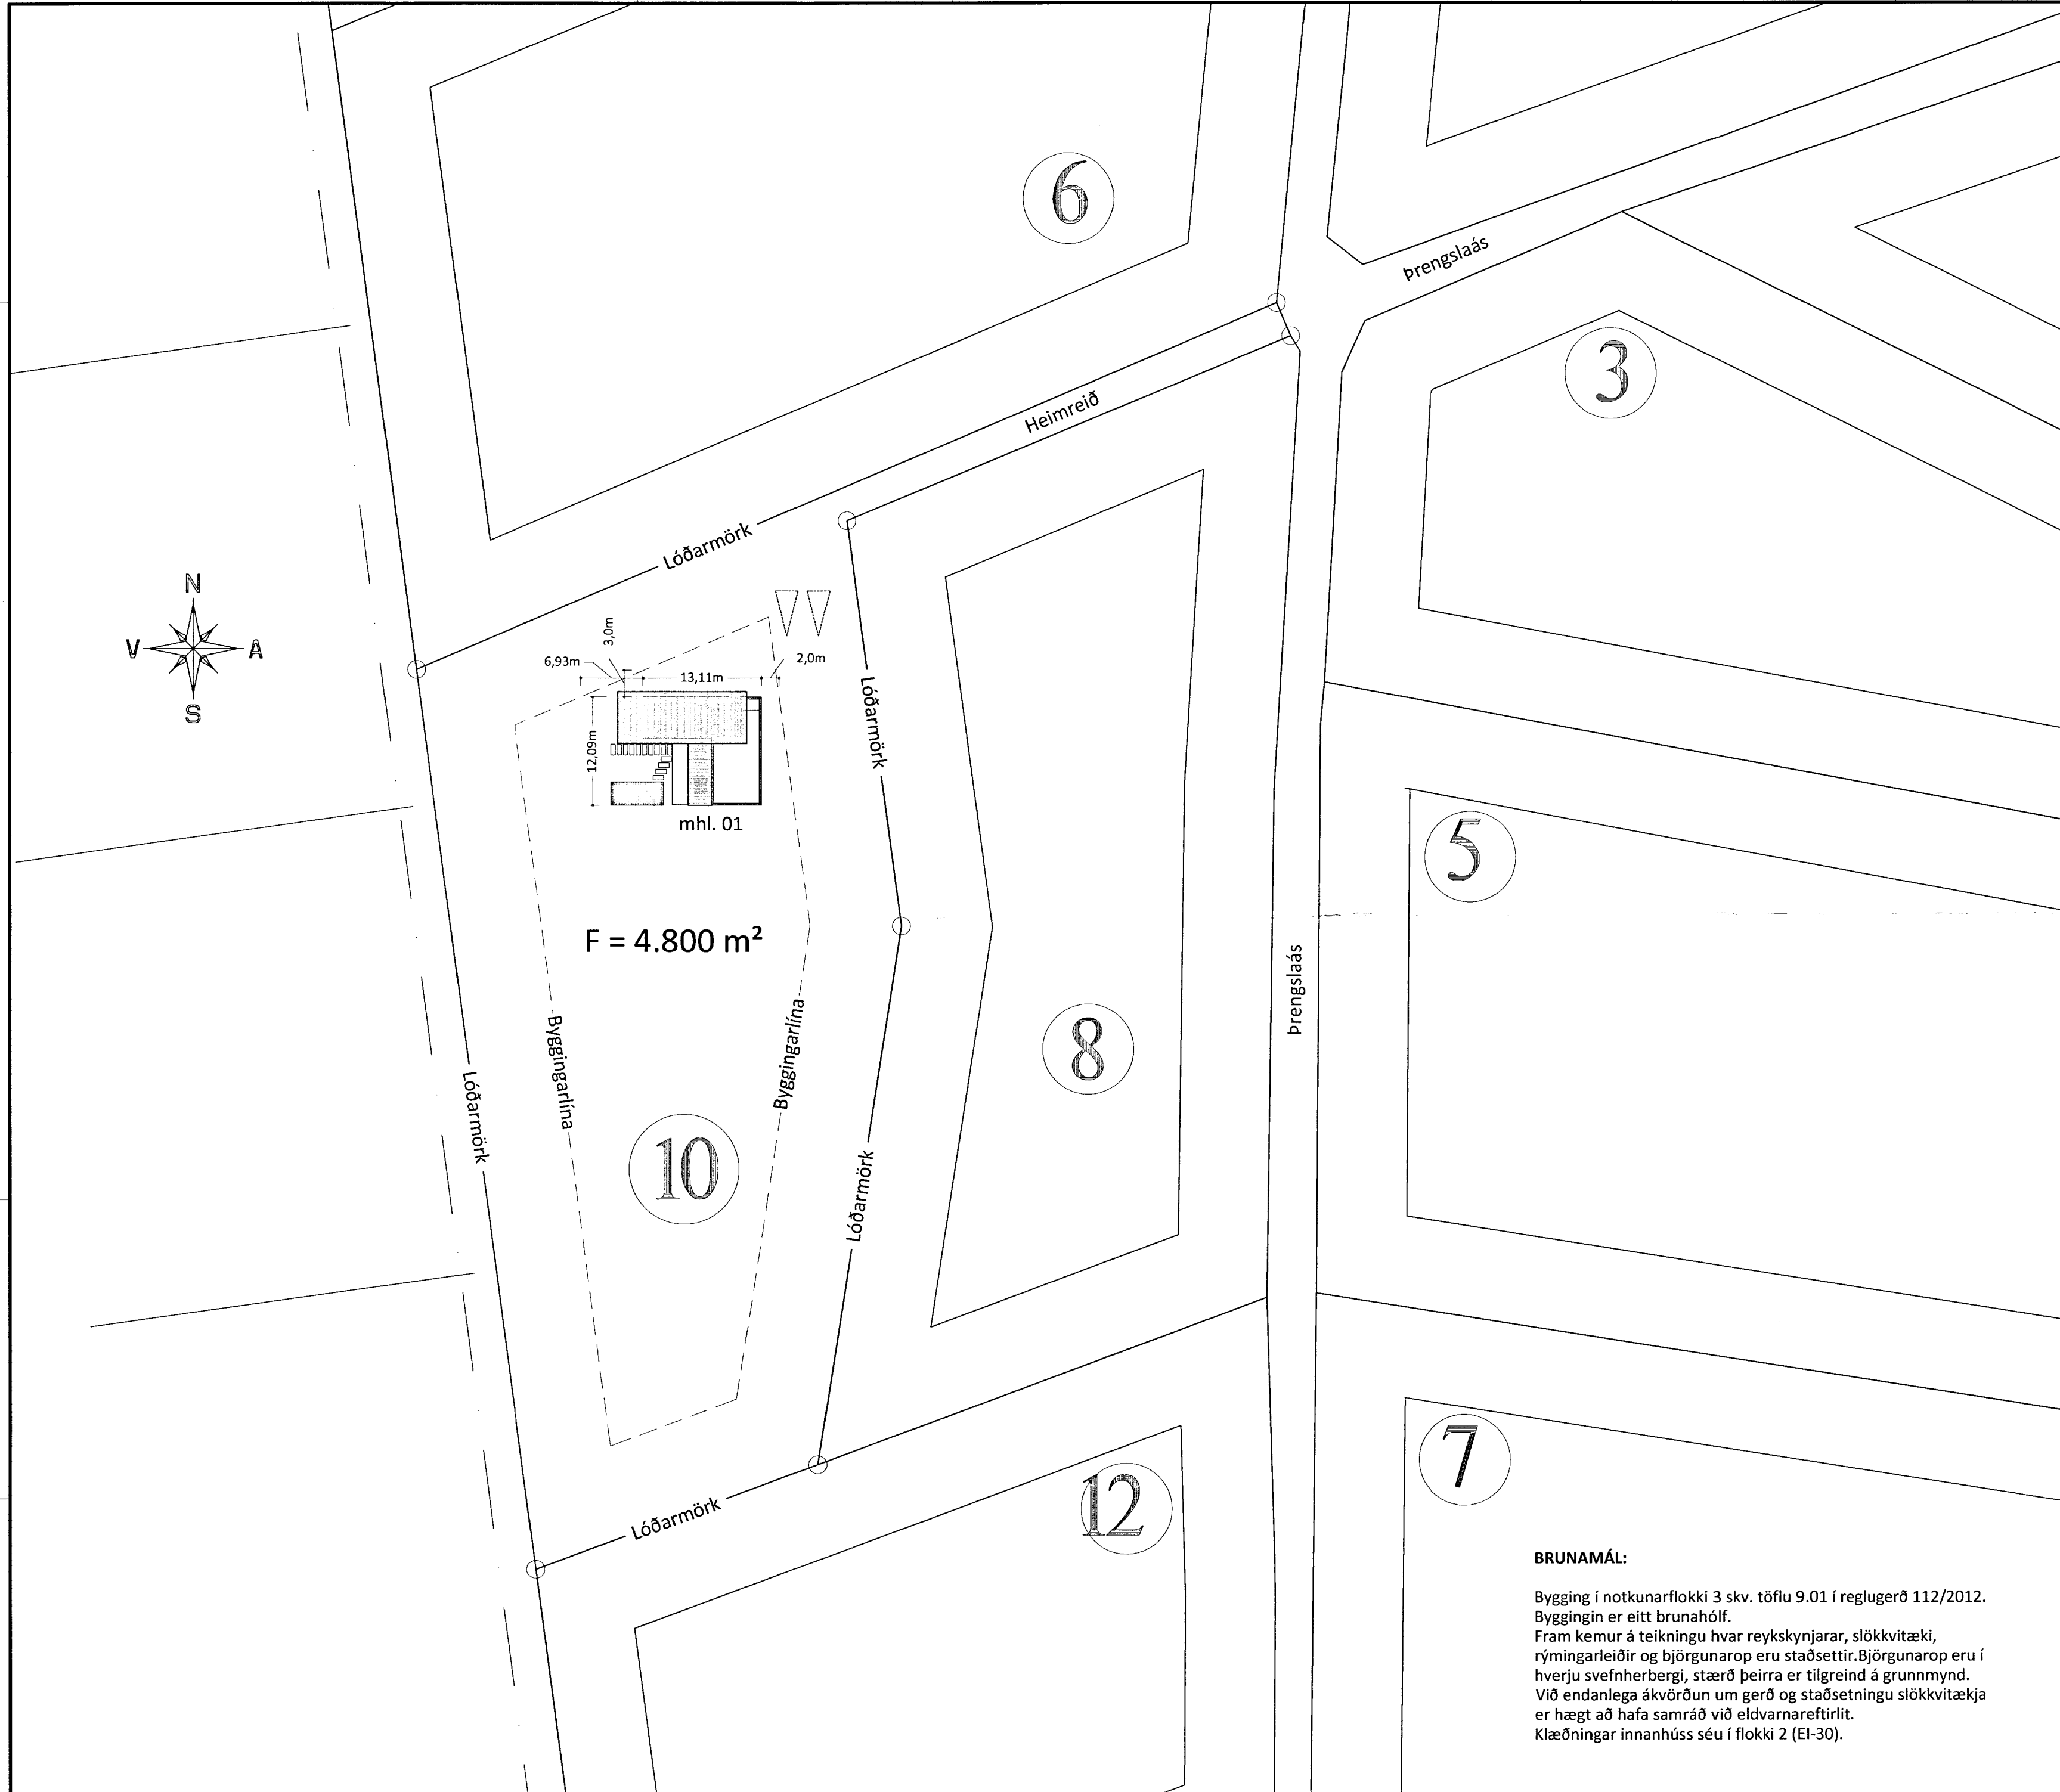 6
Þrengslaás
3
Heimreið
Lóðarmörk
N
V
A
S
3,0m
6,93m
13,11m
2,0m
Lóðarmörk
12,09m
mhl. 01
5
F = 4.800 m²
Þrengslaás
Byggingarlína
Byggingarlína
8
Lóðarmörk
10
Lóðarmörk
7
12
Lóðarmörk
BRUNAMÁL:
Bygging í notkunarflokki 3 skv. töflu 9.01 í reglugerð 112/2012.
Byggingin er eitt brunahólf.
Fram kemur á teikningu hvar reykskynjarar, slökkvitæki,
rýmingarleiðir og björgunarop eru staðsettir.Björgunarop eru í
hverju svefnherbergi, stærð þeirra er tilgreind á grunnmynd.
Við endanlega ákvörðun um gerð og staðsetningu slökkvitækja
er hægt að hafa samráð við eldvarnareftirlit.
Klæðningar innanhúss séu í flokki 2 (EI-30).